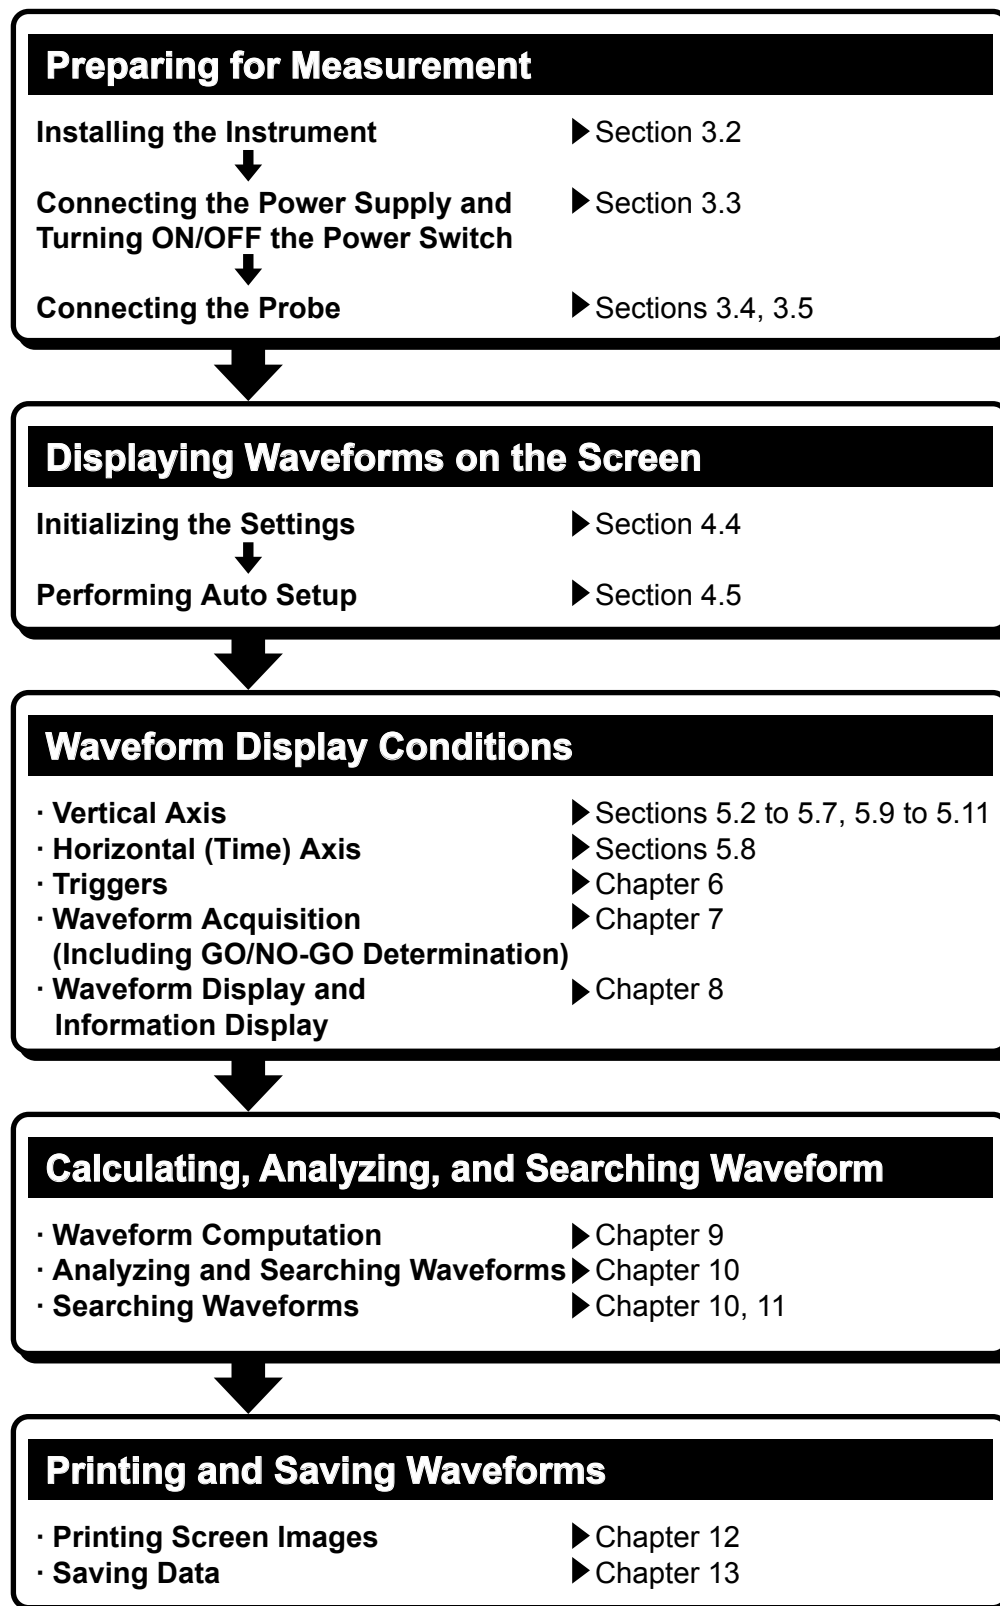 Preparing for Measurement
Installing the Instrument ▶ Section 3.2
Connecting the Power Supply and ▶ Section 3.3
Turning ON/OFF the Power Switch
Connecting the Probe ▶ Sections 3.4, 3.5
Displaying Waveforms on the Screen
Initializing the Settings ▶ Section 4.4
Performing Auto Setup ▶ Section 4.5
Waveform Display Conditions
· Vertical Axis ▶ Sections 5.2 to 5.7, 5.9 to 5.11
· Horizontal (Time) Axis ▶ Sections 5.8
· Triggers ▶ Chapter 6
· Waveform Acquisition ▶ Chapter 7
(Including GO/NO-GO Determination)
· Waveform Display and ▶ Chapter 8
Information Display
Calculating, Analyzing, and Searching Waveform
· Waveform Computation ▶ Chapter 9
· Analyzing and Searching Waveforms ▶ Chapter 10
· Searching Waveforms ▶ Chapter 10, 11
Printing and Saving Waveforms
· Printing Screen Images ▶ Chapter 12
· Saving Data ▶ Chapter 13